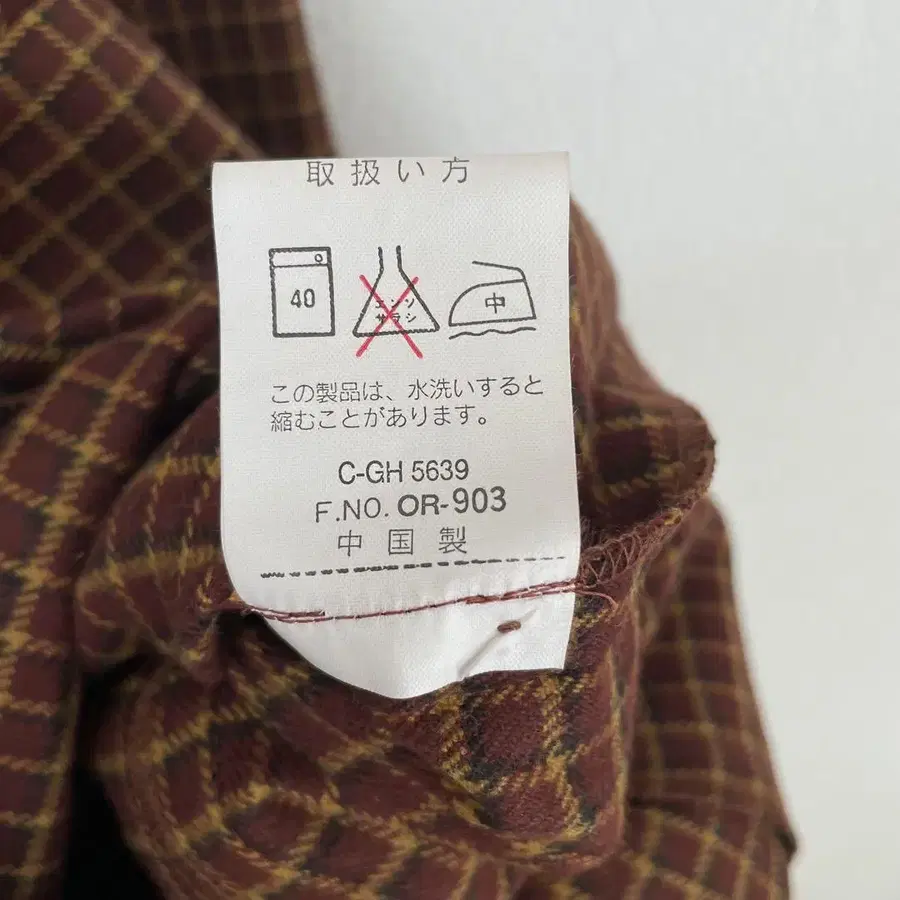 取扱い方
40
エンソ
サラシ
中
この製品は、水洗いすると
縮むことがあります。
C-GH 5639
F.NO. OR-903
中国製